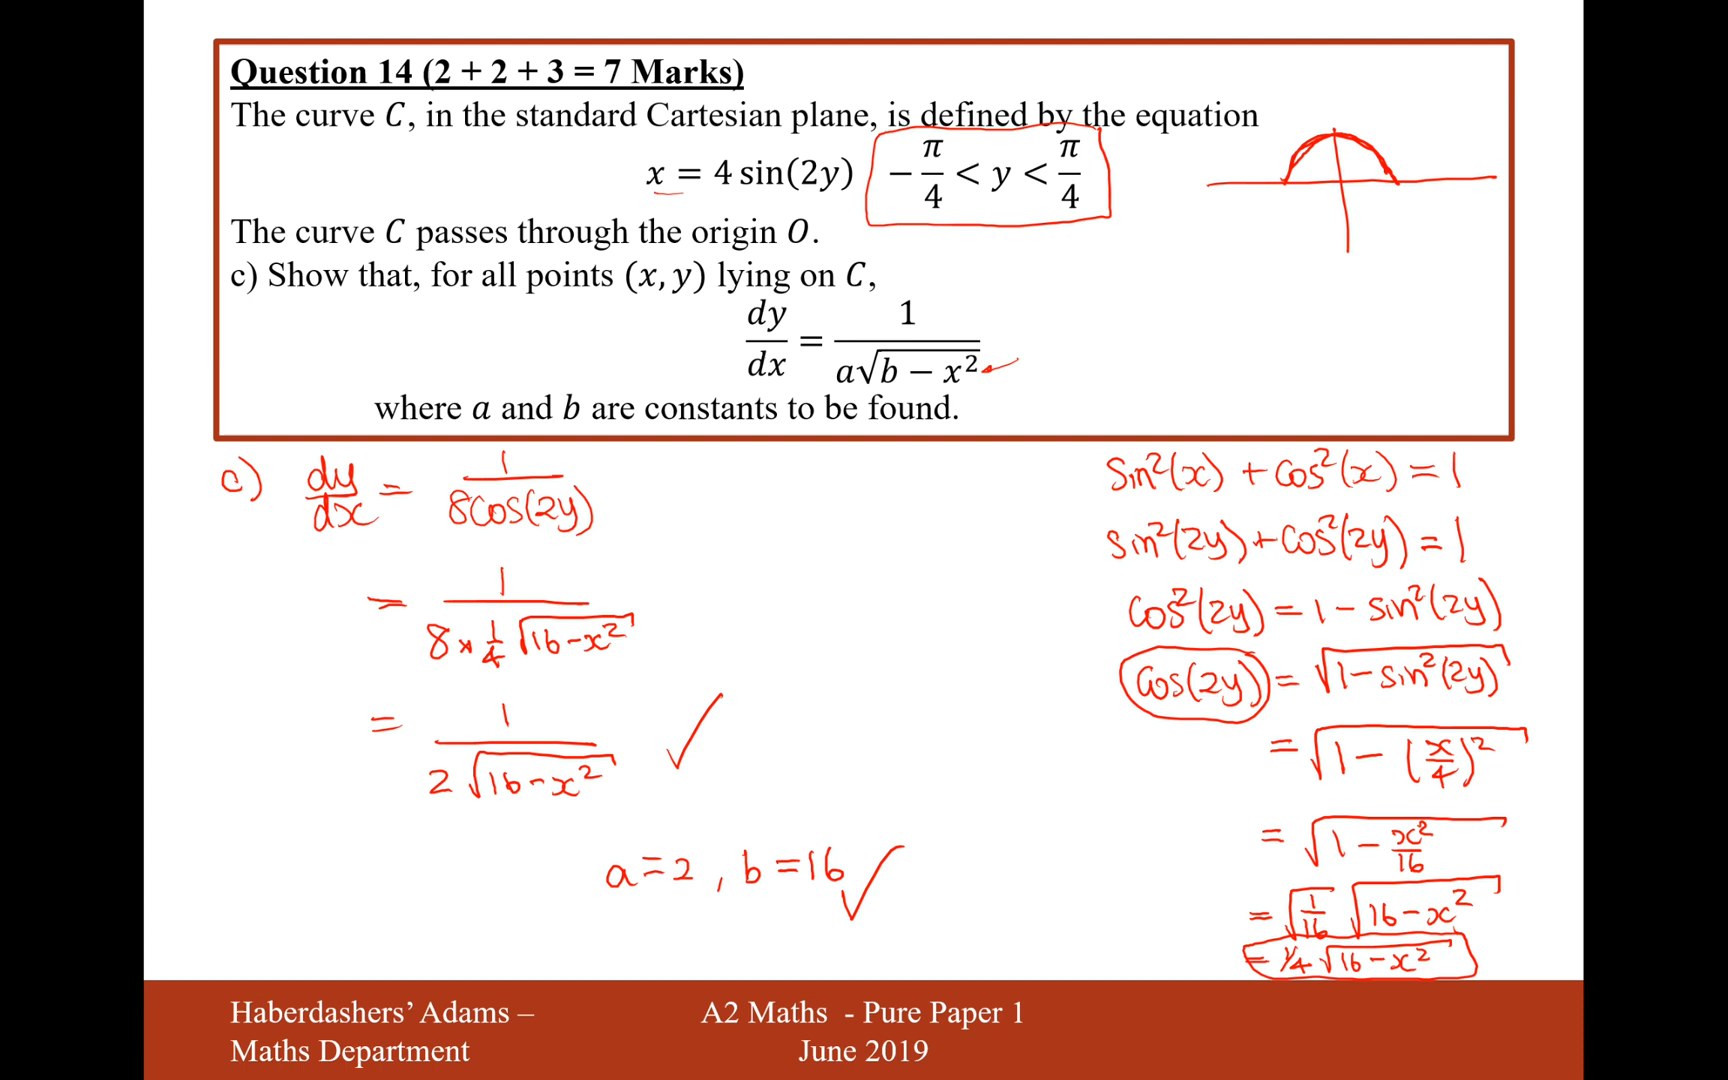 Question 14 (2 + 2 + 3 = 7 Marks)
The curve C, in the standard Cartesian plane, is defined by the equation
x = 4 sin(2y)   −π/4 < y < π/4
The curve C passes through the origin O.
c) Show that, for all points (x, y) lying on C,
dy/dx = 1/(a√(b − x²))
where a and b are constants to be found.
c) dy/dx = 1/(8cos(2y))
= 1/(8 × 1/4 √(16−x²))
= 1/(2√(16−x²)) ✓
a=2, b=16 ✓
Sin²(x) + Cos²(x) = 1
Sin²(2y) + Cos²(2y) = 1
Cos²(2y) = 1 − Sin²(2y)
Cos(2y) = √(1 − Sin²(2y))
= √(1 − (x/4)²)
= √(1 − x²/16)
= √(1/16) √(16−x²)
= 1/4 √(16−x²)
Haberdashers’ Adams –
Maths Department
A2 Maths  - Pure Paper 1
June 2019